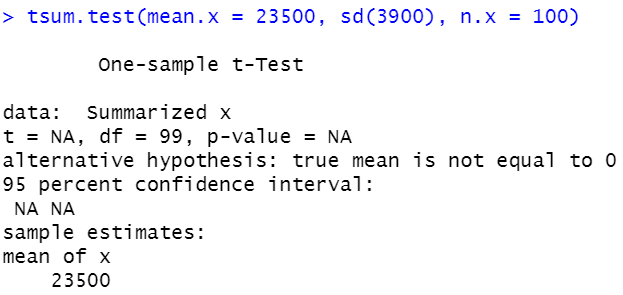 > tsum.test(mean.x = 23500, sd(3900), n.x = 100)
One-sample t-Test
data:  Summarized x
t = NA, df = 99, p-value = NA
alternative hypothesis: true mean is not equal to 0
95 percent confidence interval:
NA NA
sample estimates:
mean of x
23500